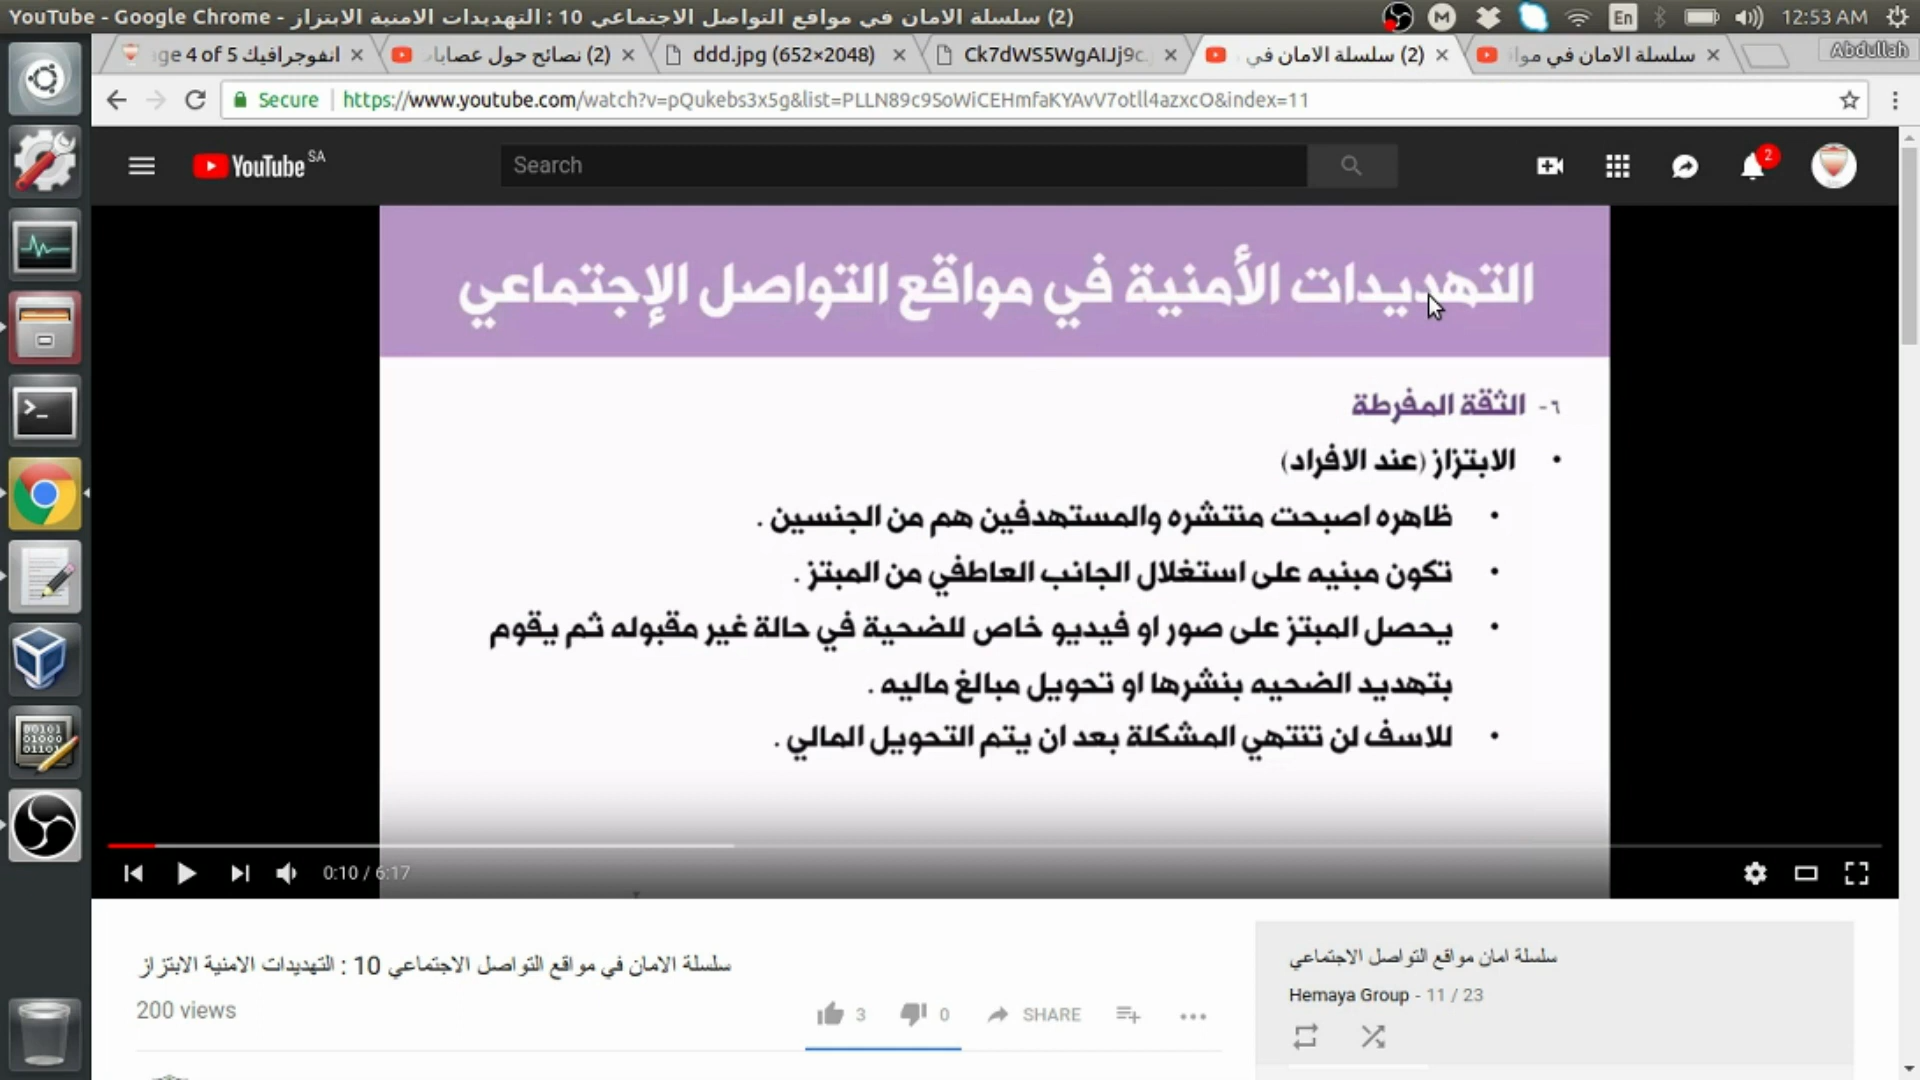 (2) سلسلة الامان في مواقع التواصل الاجتماعي 10 : التهديدات الامنية الابتزاز - YouTube - Google Chrome
En
12:53 AM
انفوجرافيك age 4 of 5
(2) نصائح حول عصابات
ddd.jpg (652×2048)
Ck7dWS5WgAIJj9c
(2) سلسلة الامان في
سلسلة الامان في موا
Abdullah
Secure
https://www.youtube.com/watch?v=pQukebs3x5g&list=PLLN89c9SoWiCEHmfaKYAvV7otll4azxcO&index=11
YouTube SA
Search
2
التهديدات الأمنية في مواقع التواصل الإجتماعي
٦- الثقة المفرطة
• الابتزاز (عند الافراد)
• ظاهره اصبحت منتشره والمستهدفين هم من الجنسين .
• تكون مبنيه على استغلال الجانب العاطفي من المبتز .
• يحصل المبتز على صور او فيديو خاص للضحية في حالة غير مقبوله ثم يقوم
بتهديد الضحيه بنشرها او تحويل مبالغ ماليه .
• للاسف لن تنتهي المشكلة بعد ان يتم التحويل المالي .
0:10 / 6:17
سلسلة الامان في مواقع التواصل الاجتماعي 10 : التهديدات الامنية الابتزاز
200 views
3
0
SHARE
سلسلة امان مواقع التواصل الاجتماعي
Hemaya Group - 11 / 23